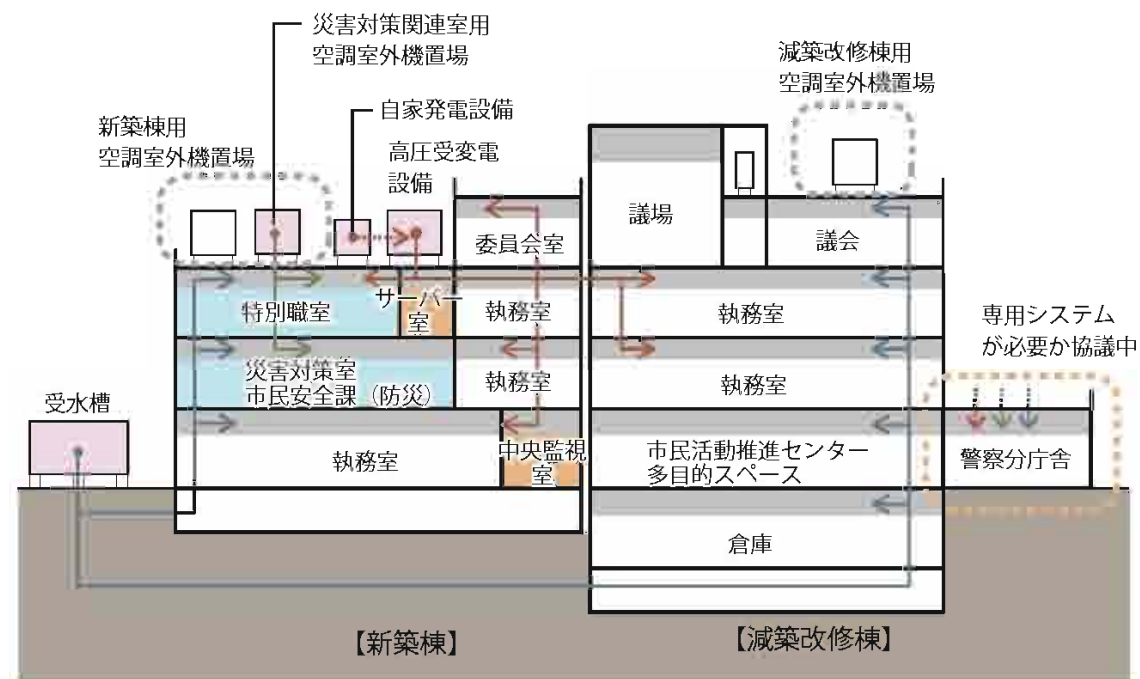 災害対策関連室用
空調室外機置場
減築改修棟用
空調室外機置場
自家発電設備
新築棟用
空調室外機置場
高圧受変電
設備
議場
委員会室
議会
特別職室
サーバー
室
執務室
執務室
専用システム
が必要か協議中
災害対策室
市民安全課（防災）
執務室
執務室
受水槽
執務室
中央監視
室
市民活動推進センター
多目的スペース
警察分庁舎
倉庫
【新築棟】
【減築改修棟】